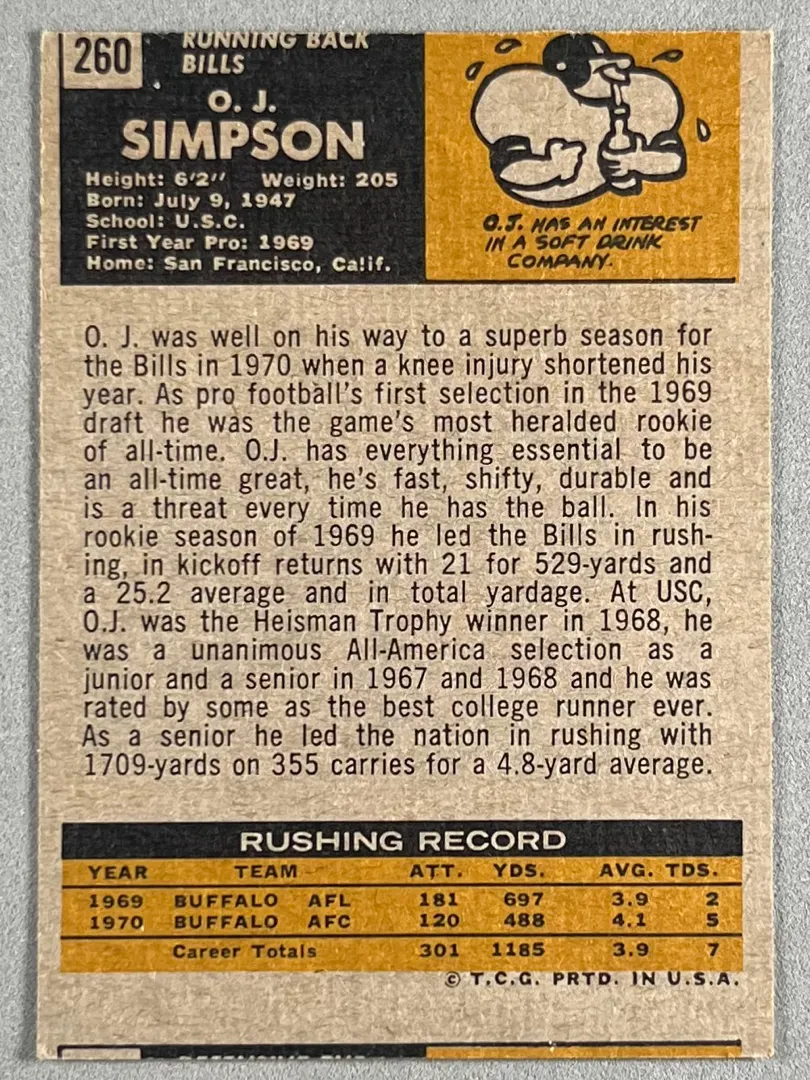 260
RUNNING BACK
BILLS
O. J.
SIMPSON
Height: 6'2" Weight: 205
Born: July 9, 1947
School: U.S.C.
First Year Pro: 1969
Home: San Francisco, Calif.
O.J. HAS AN INTEREST
IN A SOFT DRINK
COMPANY.
O. J. was well on his way to a superb season for
the Bills in 1970 when a knee injury shortened his
year. As pro football's first selection in the 1969
draft he was the game's most heralded rookie
of all-time. O.J. has everything essential to be
an all-time great, he's fast, shifty, durable and
is a threat every time he has the ball. In his
rookie season of 1969 he led the Bills in rush-
ing, in kickoff returns with 21 for 529-yards and
a 25.2 average and in total yardage. At USC,
O.J. was the Heisman Trophy winner in 1968, he
was a unanimous All-America selection as a
junior and a senior in 1967 and 1968 and he was
rated by some as the best college runner ever.
As a senior he led the nation in rushing with
1709-yards on 355 carries for a 4.8-yard average.
RUSHING RECORD
YEAR TEAM ATT. YDS. AVG. TDS.
1969 BUFFALO AFL 181 697 3.9 2
1970 BUFFALO AFC 120 488 4.1 5
Career Totals 301 1185 3.9 7
© T.C.G. PRTD. IN U.S.A.